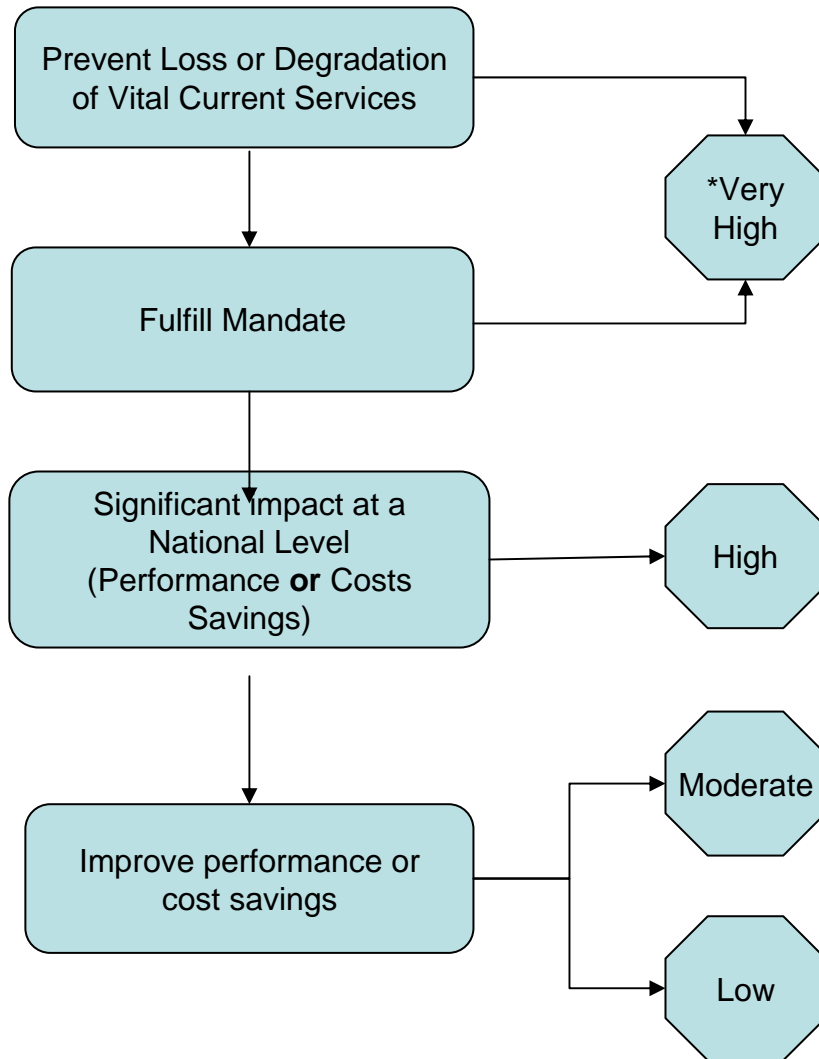 Prevent Loss or Degradation
of Vital Current Services
*Very
High
Fulfill Mandate
Significant impact at a
National Level
(Performance or Costs
Savings)
High
Moderate
Improve performance or
cost savings
Low